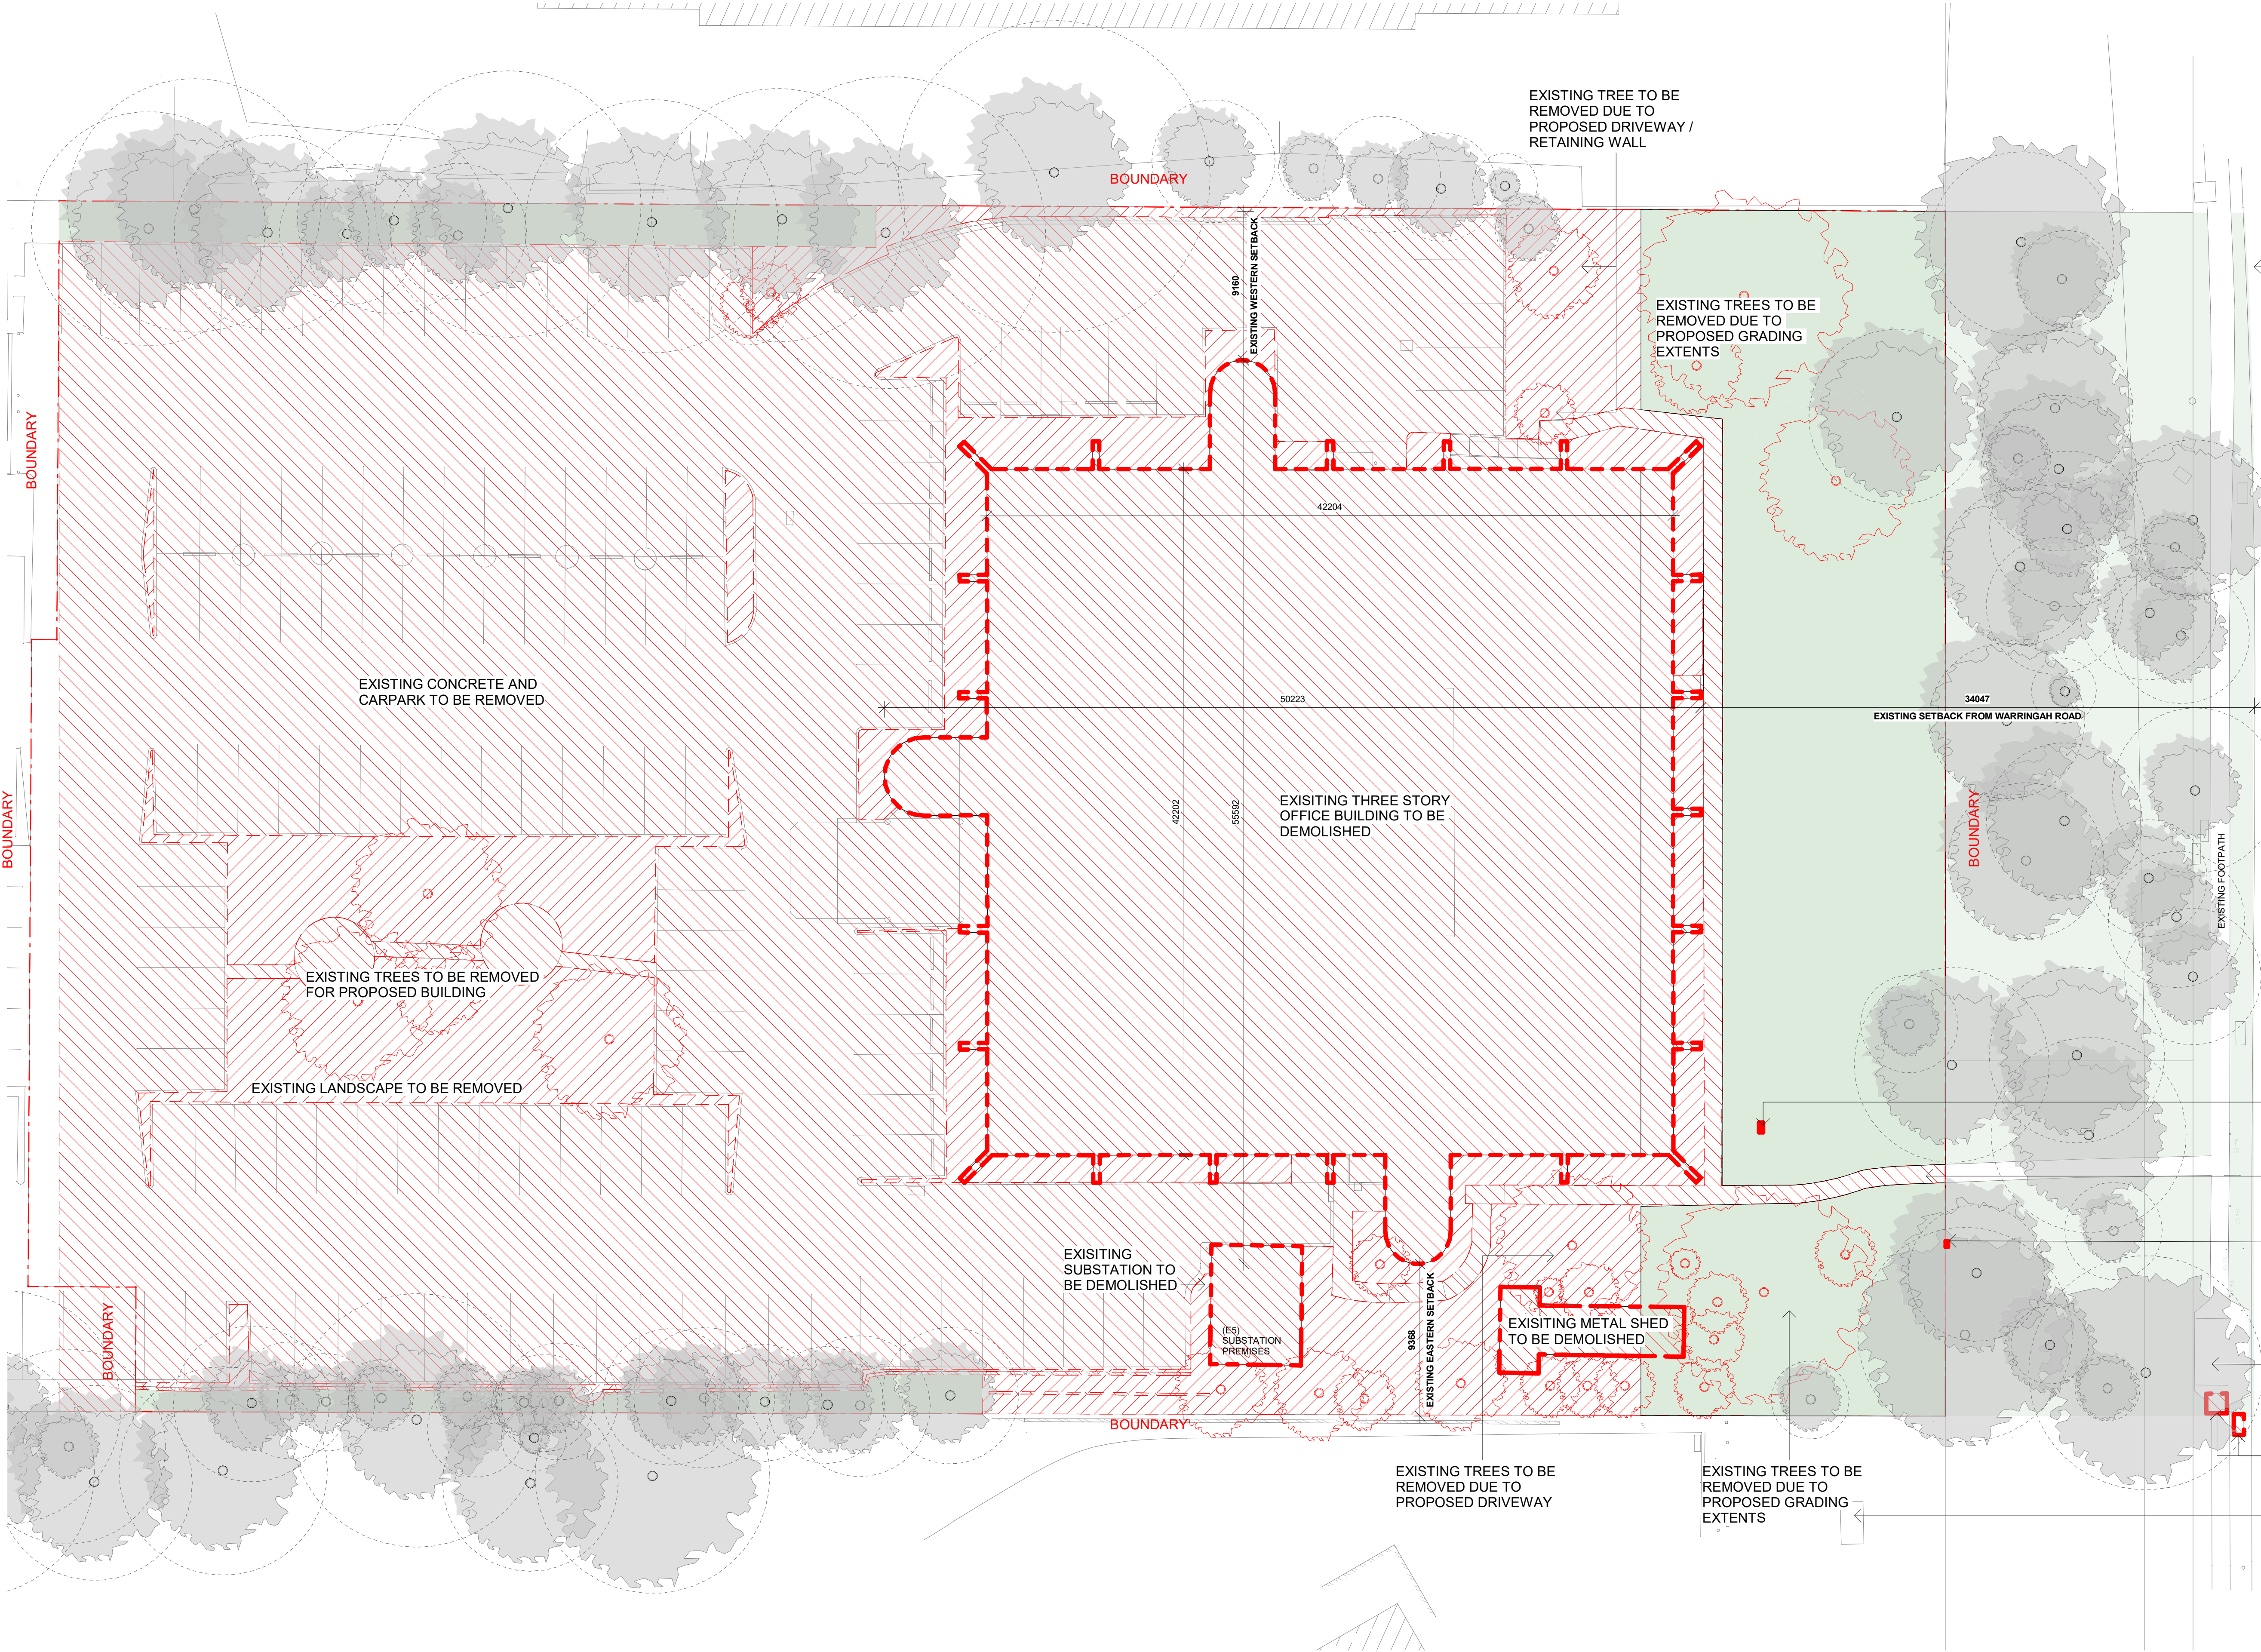 EXISTING TREE TO BE
REMOVED DUE TO
PROPOSED DRIVEWAY /
RETAINING WALL
BOUNDARY
9160
EXISTING WESTERN SETBACK
EXISTING TREES TO BE
REMOVED DUE TO
PROPOSED GRADING
EXTENTS
BOUNDARY
42204
EXISTING CONCRETE AND
CARPARK TO BE REMOVED
50223
34047
EXISTING SETBACK FROM WARRINGAH ROAD
BOUNDARY
42202
55592
EXISITING THREE STORY
OFFICE BUILDING TO BE
DEMOLISHED
BOUNDARY
EXISTING FOOTPATH
EXISTING TREES TO BE REMOVED
FOR PROPOSED BUILDING
EXISTING LANDSCAPE TO BE REMOVED
EXISITING
SUBSTATION TO
BE DEMOLISHED
(E5)
SUBSTATION
PREMISES
9368
EXISTING EASTERN SETBACK
EXISITING METAL SHED
TO BE DEMOLISHED
BOUNDARY
BOUNDARY
EXISTING TREES TO BE
REMOVED DUE TO
PROPOSED DRIVEWAY
EXISTING TREES TO BE
REMOVED DUE TO
PROPOSED GRADING
EXTENTS